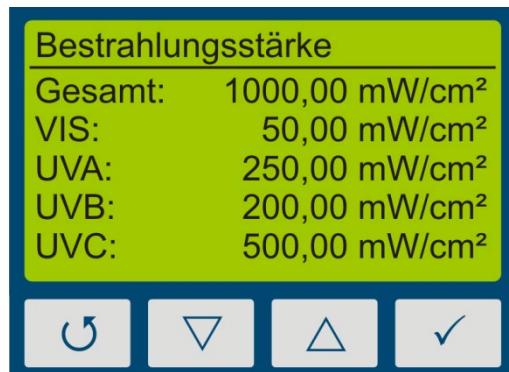 Bestrahlungsstärke
Gesamt: 1000,00 mW/cm²
VIS: 50,00 mW/cm²
UVA: 250,00 mW/cm²
UVB: 200,00 mW/cm²
UVC: 500,00 mW/cm²